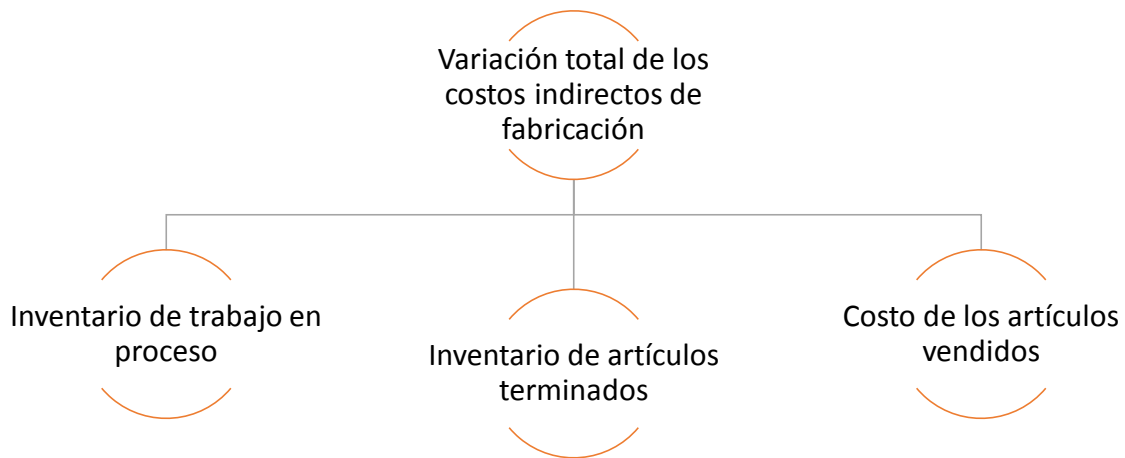 Variación total de los
costos indirectos de
fabricación
Inventario de trabajo en
proceso
Inventario de artículos
terminados
Costo de los artículos
vendidos